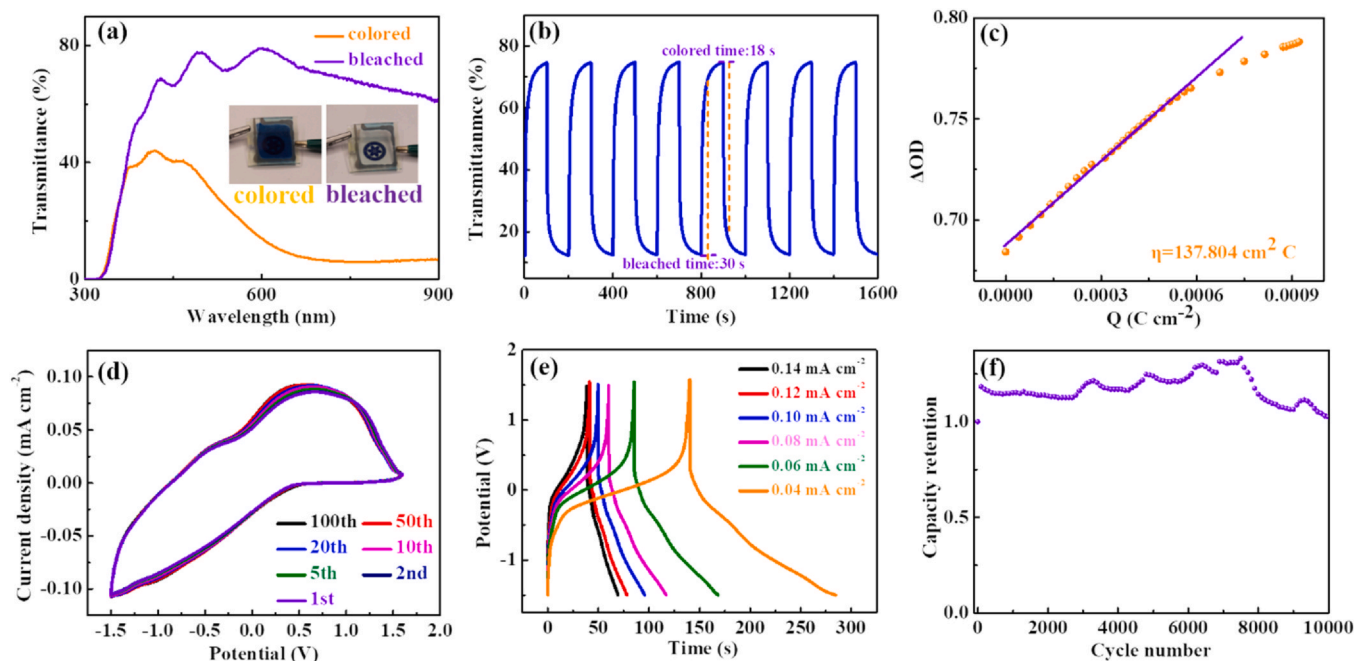 (a)
colored
bleached
80
40
0
300
600
900
Transmittance (%)
Wavelength (nm)
colored
bleached
(b)
colored time:18 s
bleached time:30 s
80
60
40
20
0
200
400
600
800
1000
1200
1400
1600
Transmittanmce (%)
Time (s)
(c)
0.80
0.75
0.70
0.0000
0.0003
0.0006
0.0009
ΔOD
Q (C cm⁻²)
η=137.804 cm² C
(d)
0.10
0.05
0.00
-0.05
-0.10
-1.5
-1.0
-0.5
0.0
0.5
1.0
1.5
2.0
Current density (mA cm⁻²)
Potential (V)
100th
50th
20th
10th
5th
2nd
1st
(e)
2
1
0
-1
0
50
100
150
200
250
300
Potential (V)
Time (s)
0.14 mA cm⁻²
0.12 mA cm⁻²
0.10 mA cm⁻²
0.08 mA cm⁻²
0.06 mA cm⁻²
0.04 mA cm⁻²
(f)
1.0
0.5
0.0
0
2000
4000
6000
8000
10000
Capacity retention
Cycle number